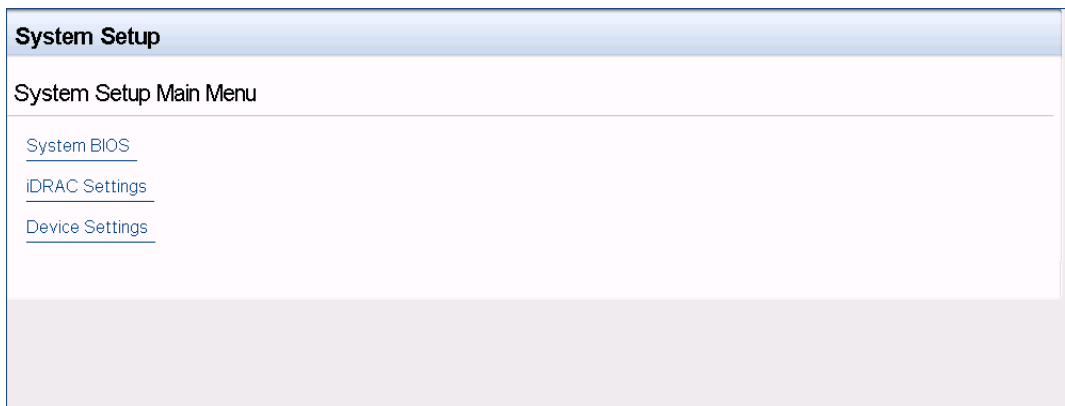 System Setup
System Setup Main Menu
System BIOS
iDRAC Settings
Device Settings